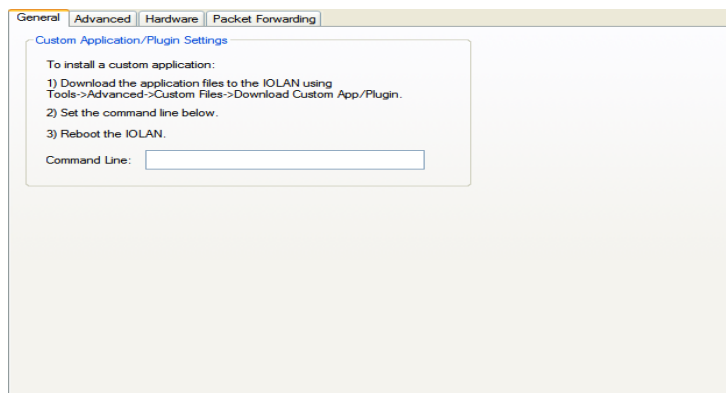 General Advanced Hardware Packet Forwarding
Custom Application/Plugin Settings
To install a custom application:
1) Download the application files to the IOLAN using
Tools->Advanced->Custom Files->Download Custom App/Plugin.
2) Set the command line below.
3) Reboot the IOLAN.
Command Line: